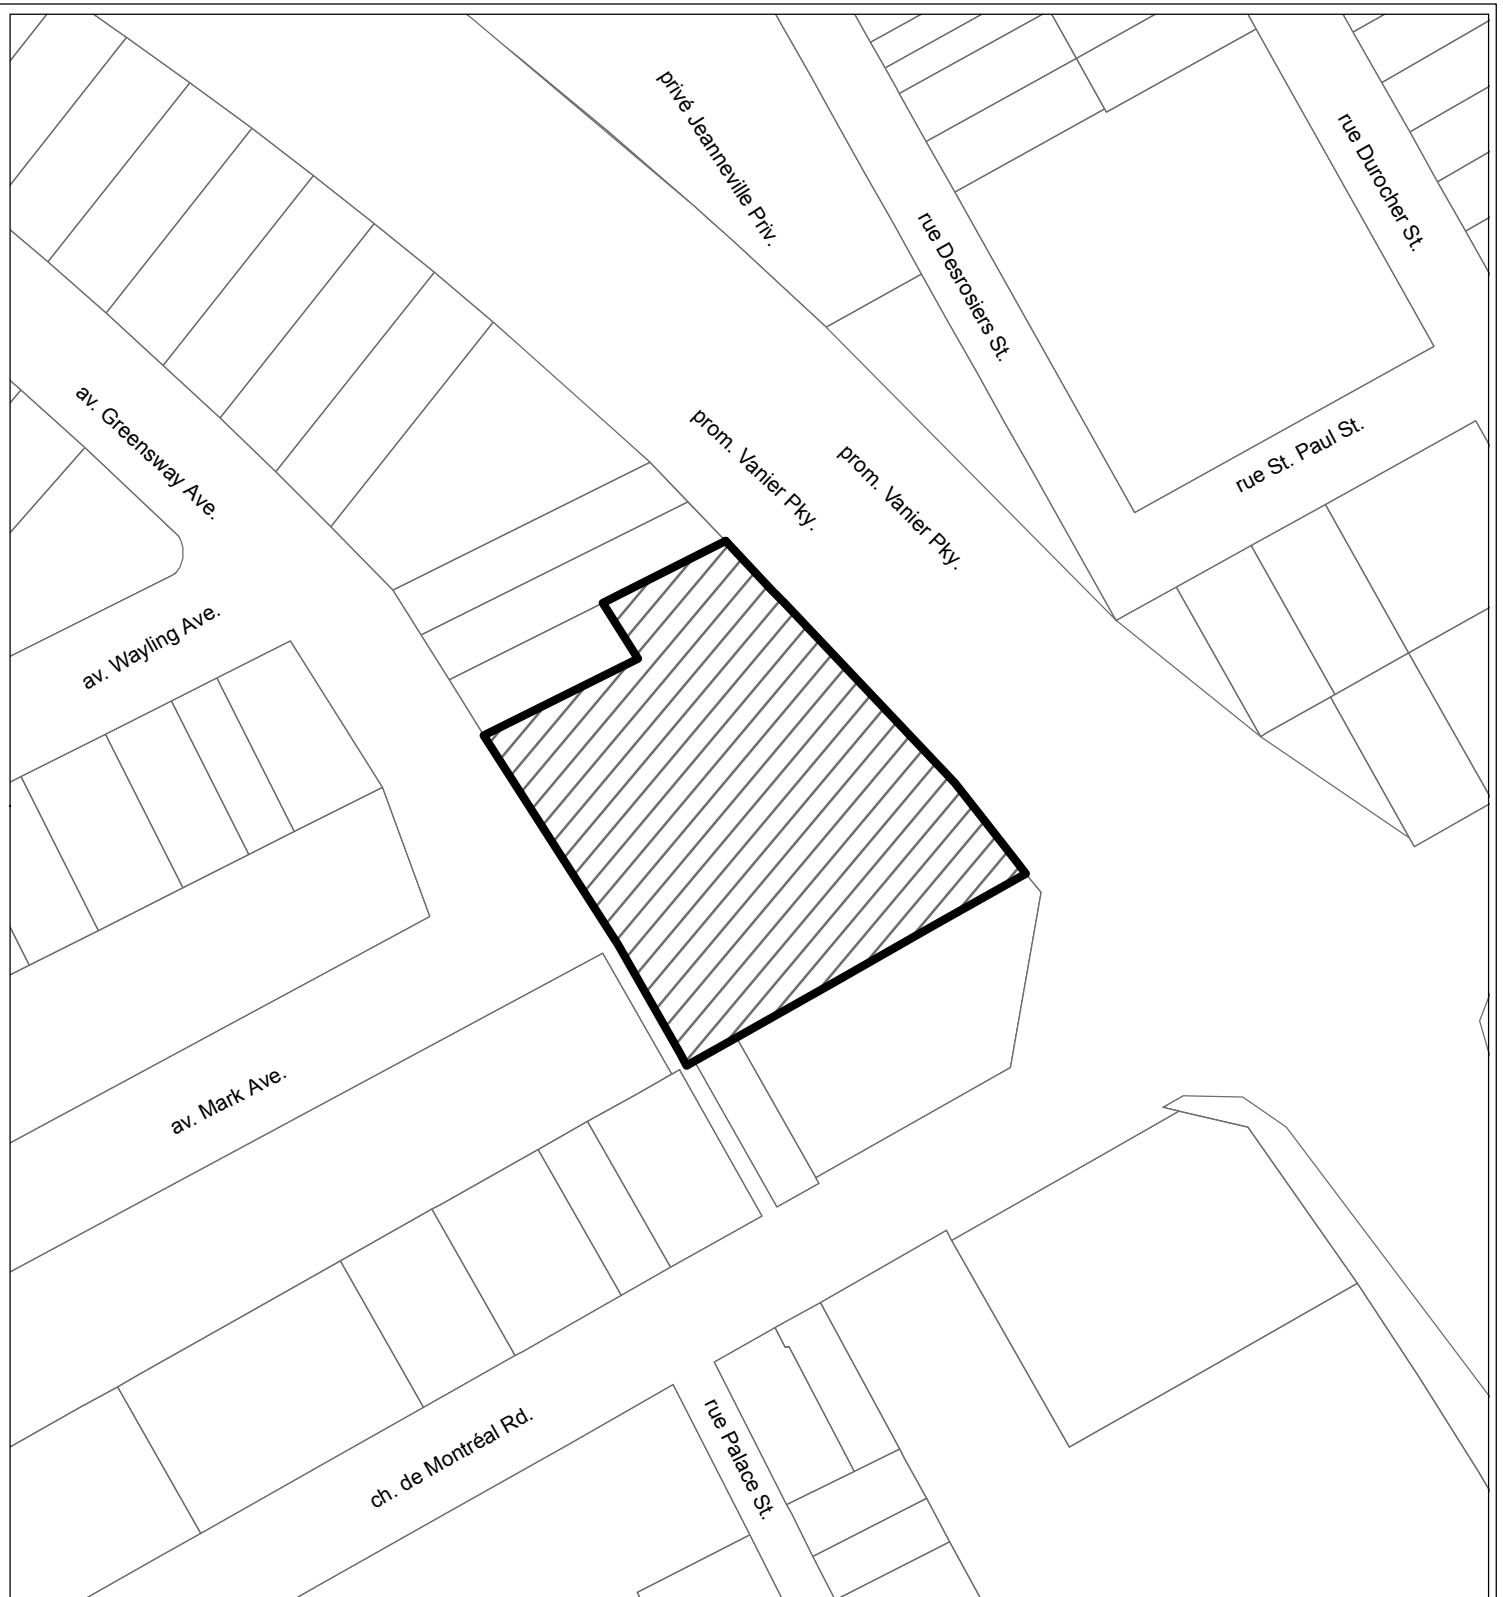 privé Jeanneville Priv.
rue Durocher St.
rue Desrosiers St.
av. Greensway Ave.
prom. Vanier Pky.
prom. Vanier Pky.
rue St. Paul St.
av. Wayling Ave.
av. Mark Ave.
ch. de Montréal Rd.
rue Palace St.